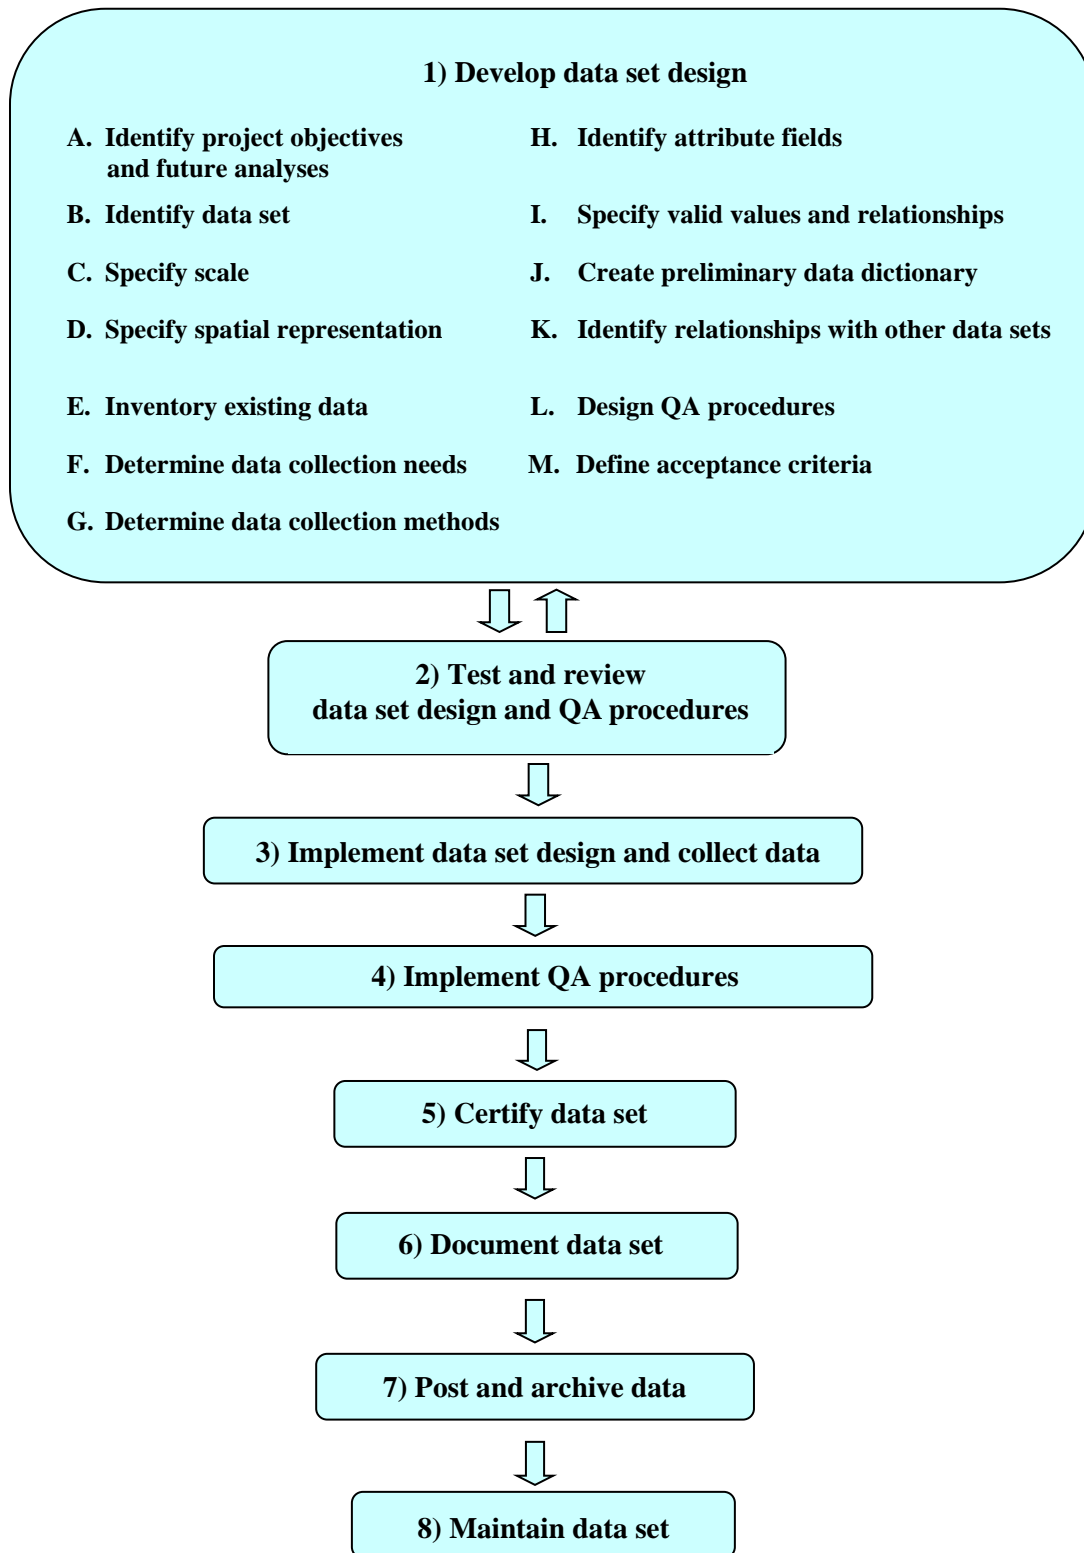 1) Develop data set design
A. Identify project objectives
and future analyses
B. Identify data set
C. Specify scale
D. Specify spatial representation
E. Inventory existing data
F. Determine data collection needs
G. Determine data collection methods
H. Identify attribute fields
I. Specify valid values and relationships
J. Create preliminary data dictionary
K. Identify relationships with other data sets
L. Design QA procedures
M. Define acceptance criteria
2) Test and review
data set design and QA procedures
3) Implement data set design and collect data
4) Implement QA procedures
5) Certify data set
6) Document data set
7) Post and archive data
8) Maintain data set